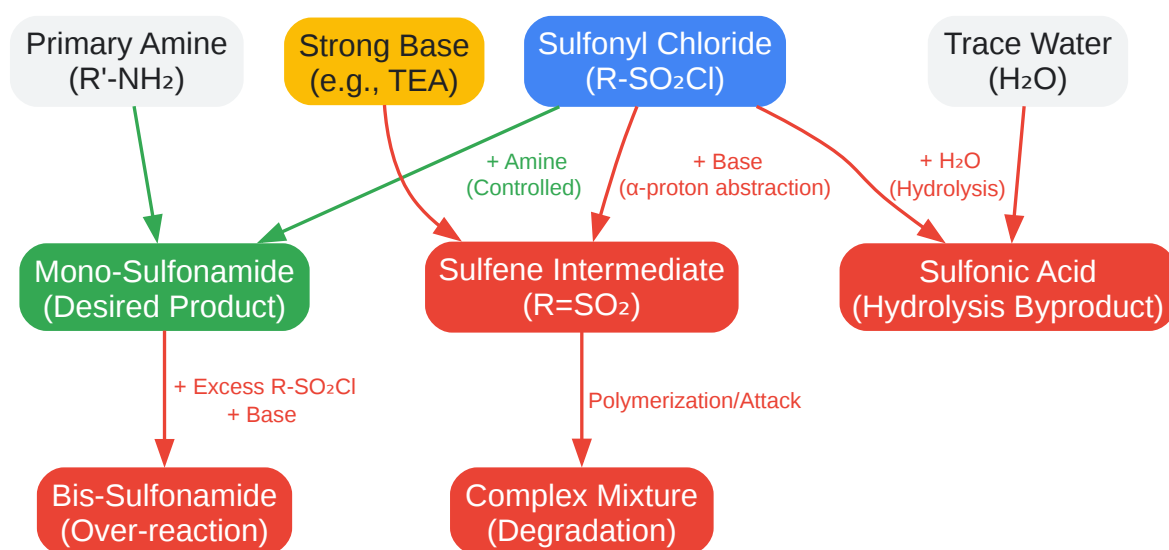 Primary Amine
(R'-NH₂)
Strong Base
(e.g., TEA)
Sulfonyl Chloride
(R-SO₂Cl)
Trace Water
(H₂O)
+ Amine
(Controlled)
+ Base
(α-proton abstraction)
+ H₂O
(Hydrolysis)
Mono-Sulfonamide
(Desired Product)
Sulfene Intermediate
(R=SO₂)
Sulfonic Acid
(Hydrolysis Byproduct)
+ Excess R-SO₂Cl
+ Base
Polymerization/Attack
Bis-Sulfonamide
(Over-reaction)
Complex Mixture
(Degradation)